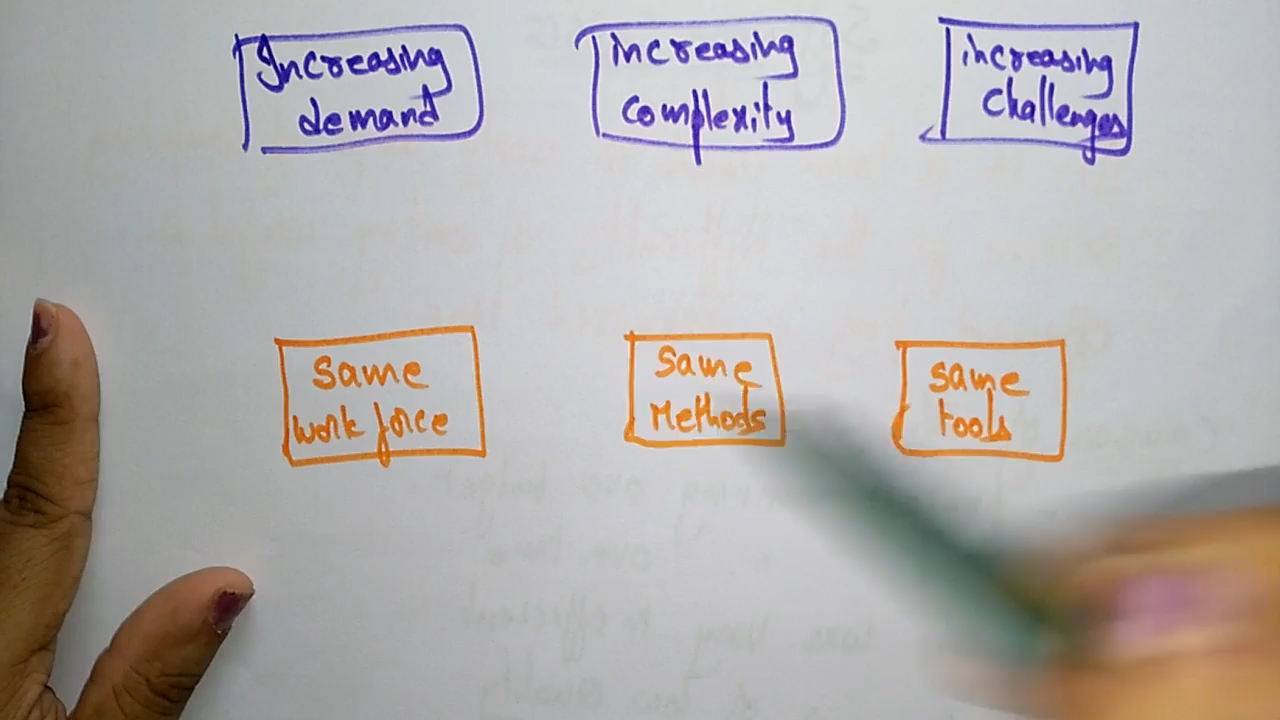 Increasing
demand
increasing
complexity
increasing
challenges
same
work force
same
Methods
same
tools